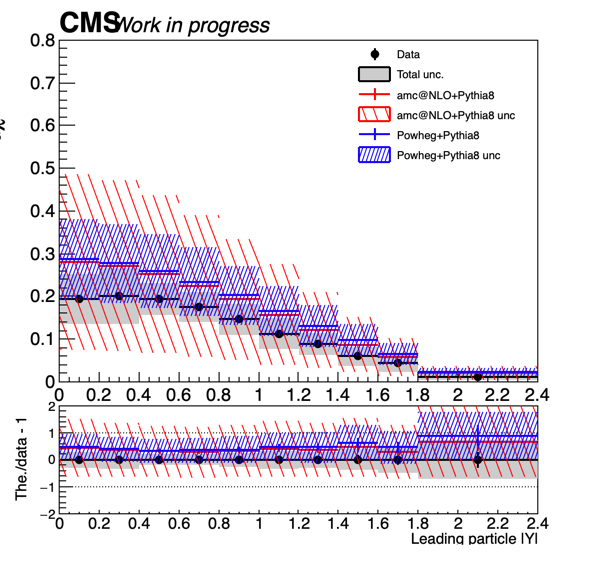 CMS Work in progress
0.8
0.7
0.6
0.5
0.4
0.3
0.2
0.1
0
Data
Total unc.
amc@NLO+Pythia8
amc@NLO+Pythia8 unc
Powheg+Pythia8
Powheg+Pythia8 unc
0 0.2 0.4 0.6 0.8 1 1.2 1.4 1.6 1.8 2 2.2 2.4
The./data - 1
2
1
0
−1
−2
0 0.2 0.4 0.6 0.8 1 1.2 1.4 1.6 1.8 2 2.2 2.4
Leading particle |Y|